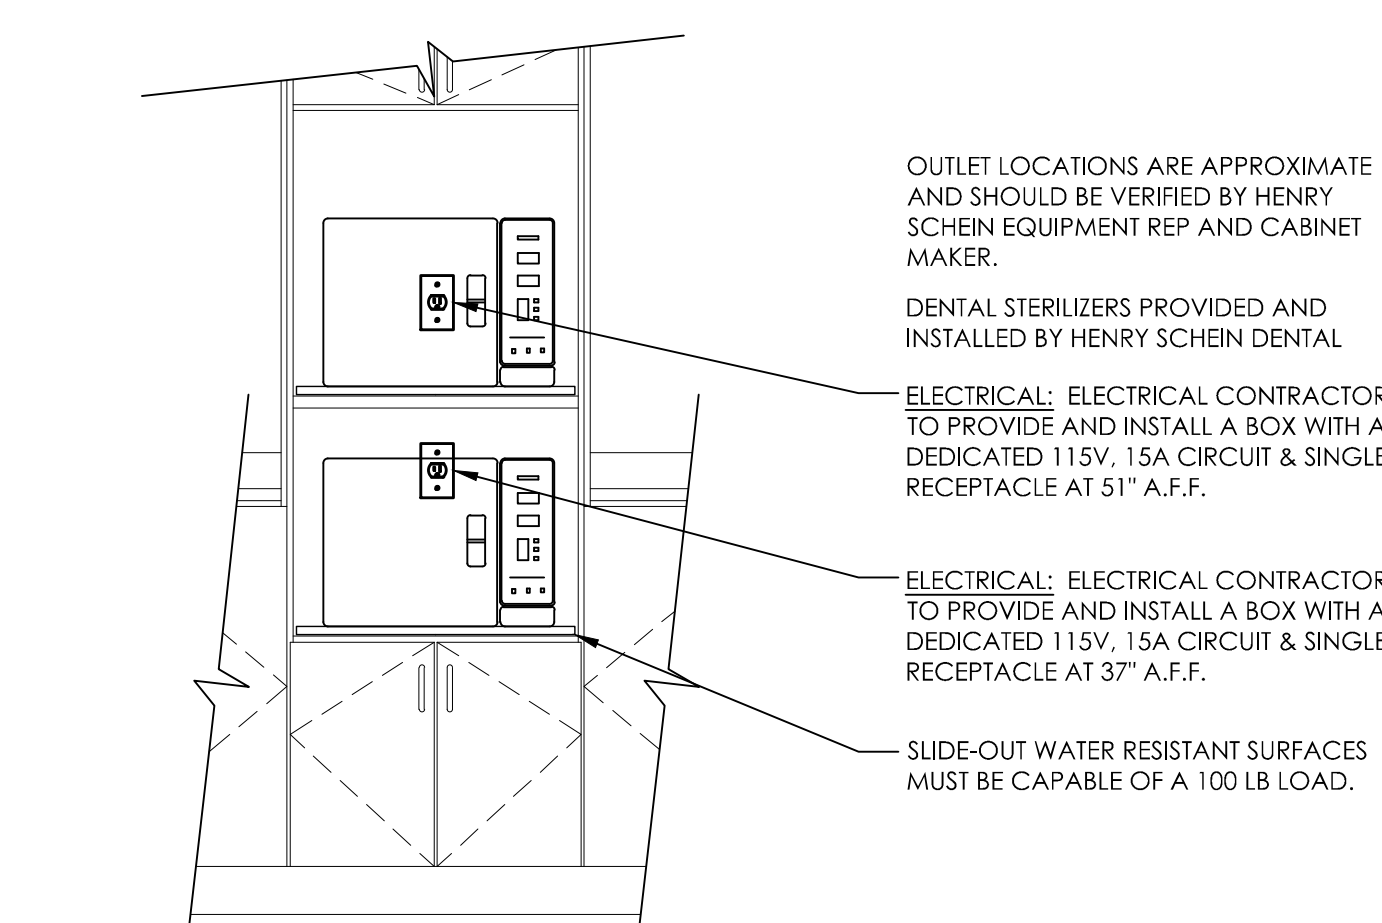 OUTLET LOCATIONS ARE APPROXIMATE
AND SHOULD BE VERIFIED BY HENRY
SCHEIN EQUIPMENT REP AND CABINET
MAKER.
DENTAL STERILIZERS PROVIDED AND
INSTALLED BY HENRY SCHEIN DENTAL
ELECTRICAL: ELECTRICAL CONTRACTOR
TO PROVIDE AND INSTALL A BOX WITH A
DEDICATED 115V, 15A CIRCUIT & SINGLE
RECEPTACLE AT 51" A.F.F.
ELECTRICAL: ELECTRICAL CONTRACTOR
TO PROVIDE AND INSTALL A BOX WITH A
DEDICATED 115V, 15A CIRCUIT & SINGLE
RECEPTACLE AT 37" A.F.F.
SLIDE-OUT WATER RESISTANT SURFACES
MUST BE CAPABLE OF A 100 LB LOAD.